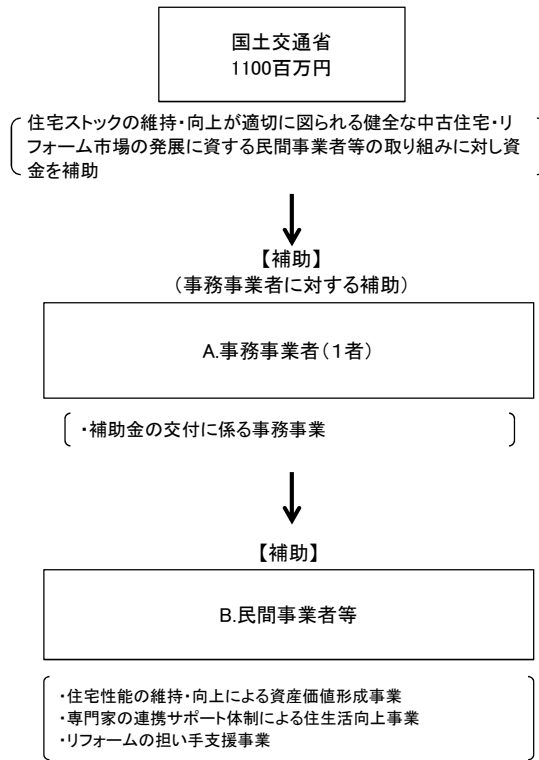 国土交通省
1100百万円
住宅ストックの維持・向上が適切に図られる健全な中古住宅・リ
フォーム市場の発展に資する民間事業者等の取り組みに対し資
金を補助
【補助】
（事務事業者に対する補助）
A.事務事業者（１者）
・補助金の交付に係る事務事業
【補助】
B.民間事業者等
・住宅性能の維持・向上による資産価値形成事業
・専門家の連携サポート体制による住生活向上事業
・リフォームの担い手支援事業